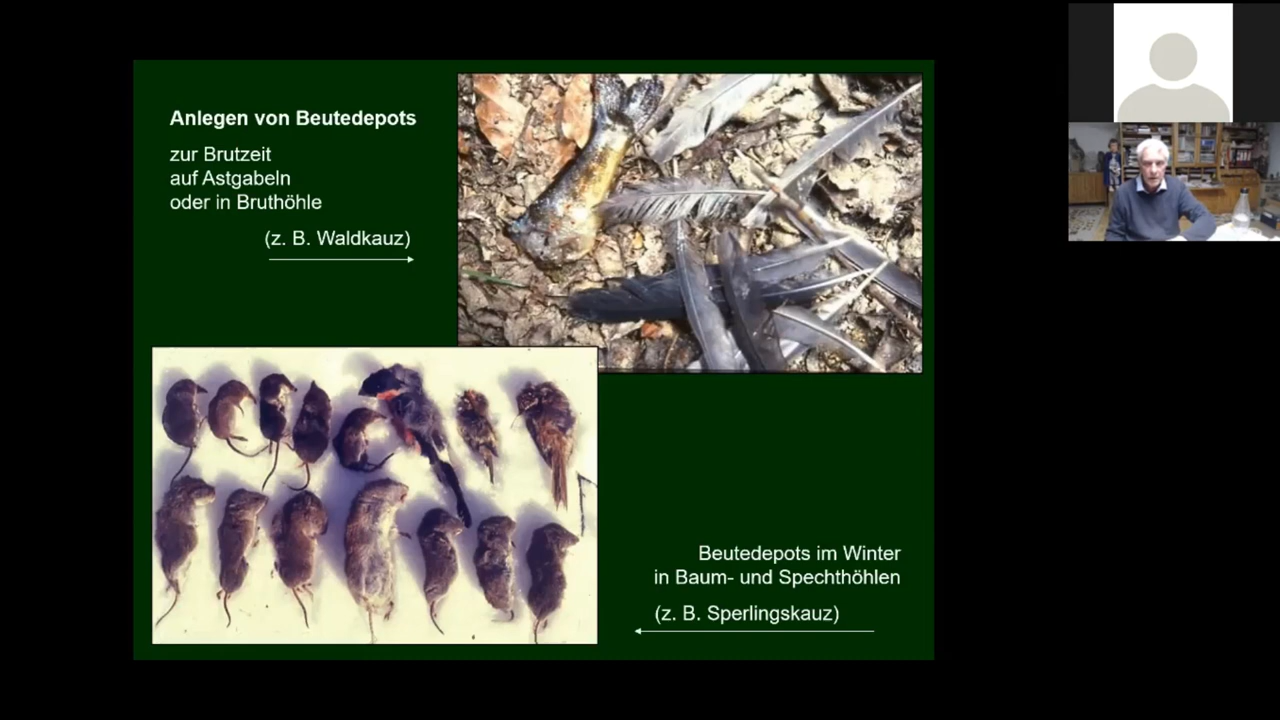 Anlegen von Beutedepots
zur Brutzeit
auf Astgabeln
oder in Bruthöhle
(z. B. Waldkauz)
Beutedepots im Winter
in Baum- und Spechthöhlen
(z. B. Sperlingskauz)